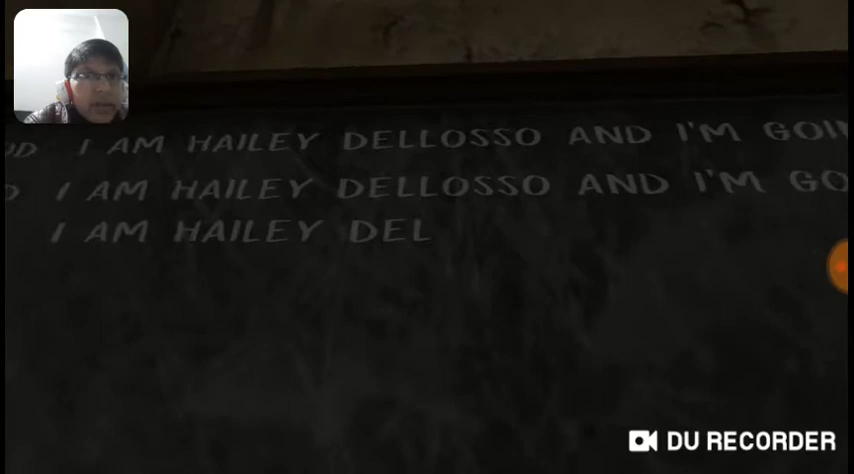 I AM HAILEY DELLOSSO AND I'M GOI
I AM HAILEY DELLOSSO AND I'M GO
I AM HAILEY DEL
DU RECORDER